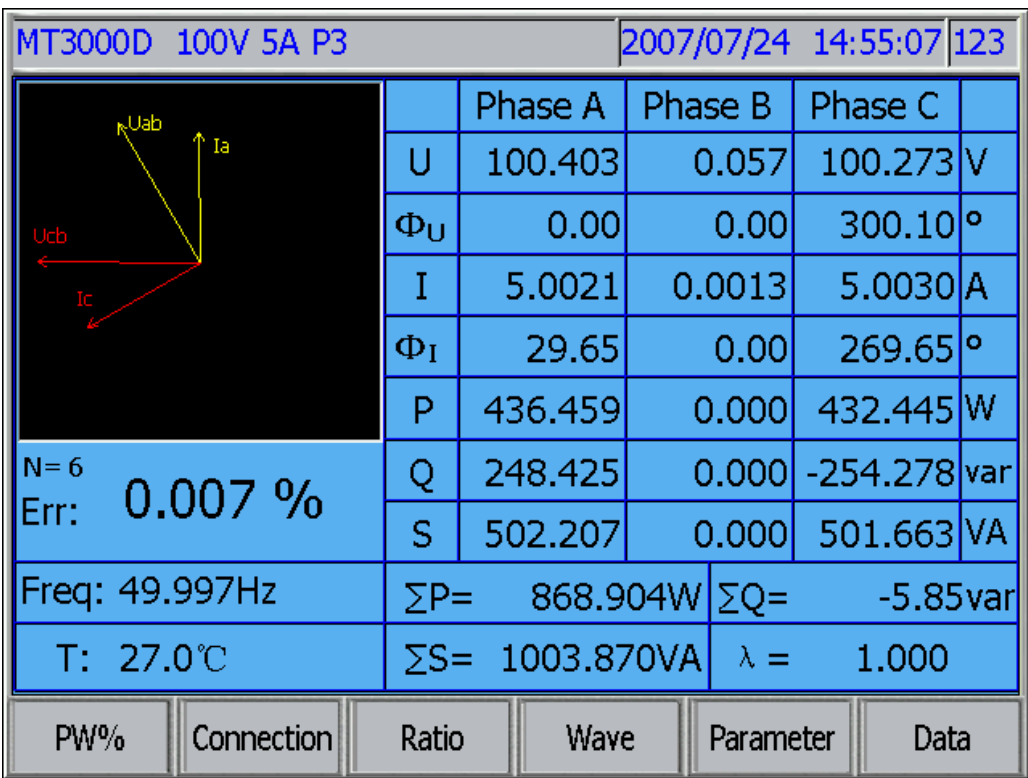 MT3000D 100V 5A P3 2007/07/24 14:55:07 123
Uab
Ia
Ucb
Ic
Phase A Phase B Phase C
U 100.403 0.057 100.273 V
ΦU 0.00 0.00 300.10 °
I 5.0021 0.0013 5.0030 A
ΦI 29.65 0.00 269.65 °
P 436.459 0.000 432.445 W
N= 6
Err: 0.007 %
Q 248.425 0.000 -254.278 var
S 502.207 0.000 501.663 VA
Freq: 49.997Hz ∑P= 868.904W ∑Q= -5.85var
T: 27.0℃ ∑S= 1003.870VA λ = 1.000
PW% Connection Ratio Wave Parameter Data